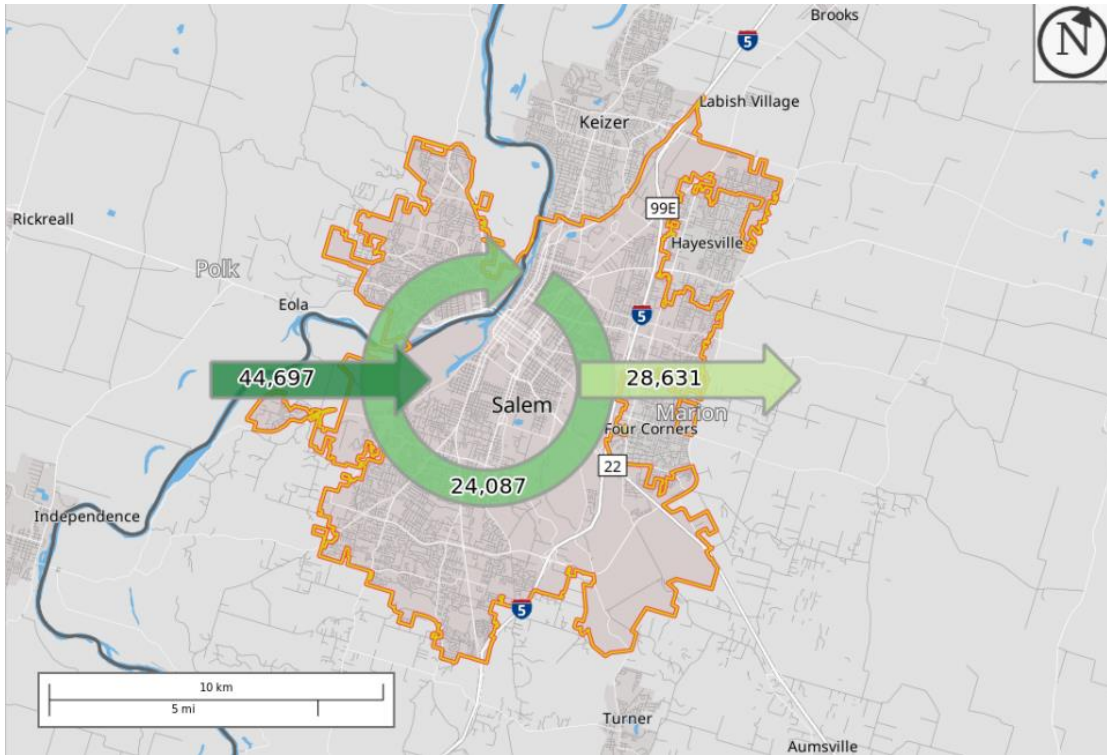 Brooks
N
5
Labish Village
Keizer
99E
Rickreall
Hayesville
Polk
Eola
5
44,697
28,631
Salem
Marion
Four Corners
22
24,087
Independence
5
10 km
5 mi
Turner
Aumsville